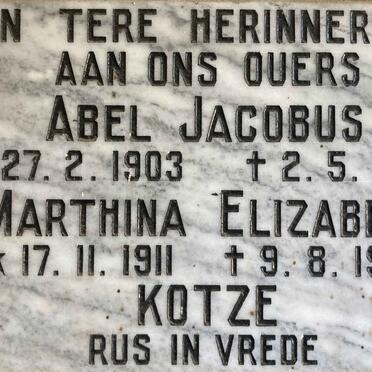 N TERE HERINNER
AAN ONS OUERS
ABEL JACOBUS
27. 2. 1903 † 2. 5.
MARTHINA ELIZABE
* 17. 11. 1911 † 9. 8. 19
KOTZE
RUS IN VREDE